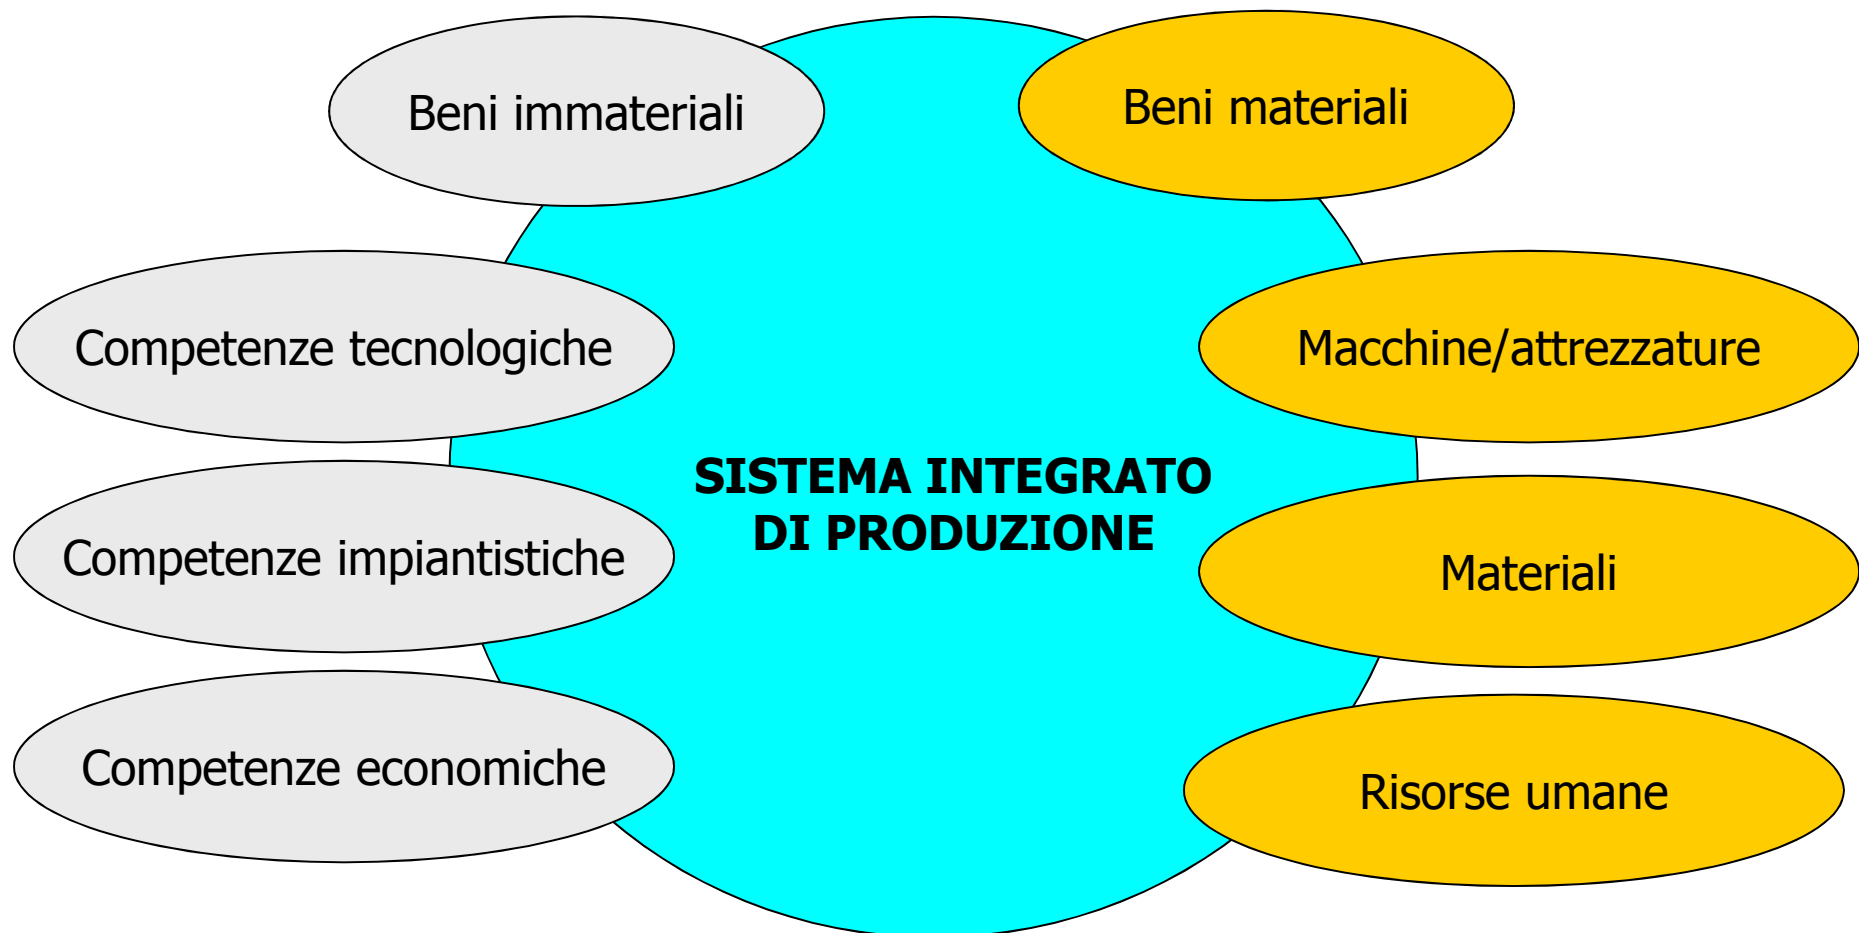 Beni immateriali
Beni materiali
Competenze tecnologiche
Macchine/attrezzature
SISTEMA INTEGRATO
DI PRODUZIONE
Competenze impiantistiche
Materiali
Competenze economiche
Risorse umane